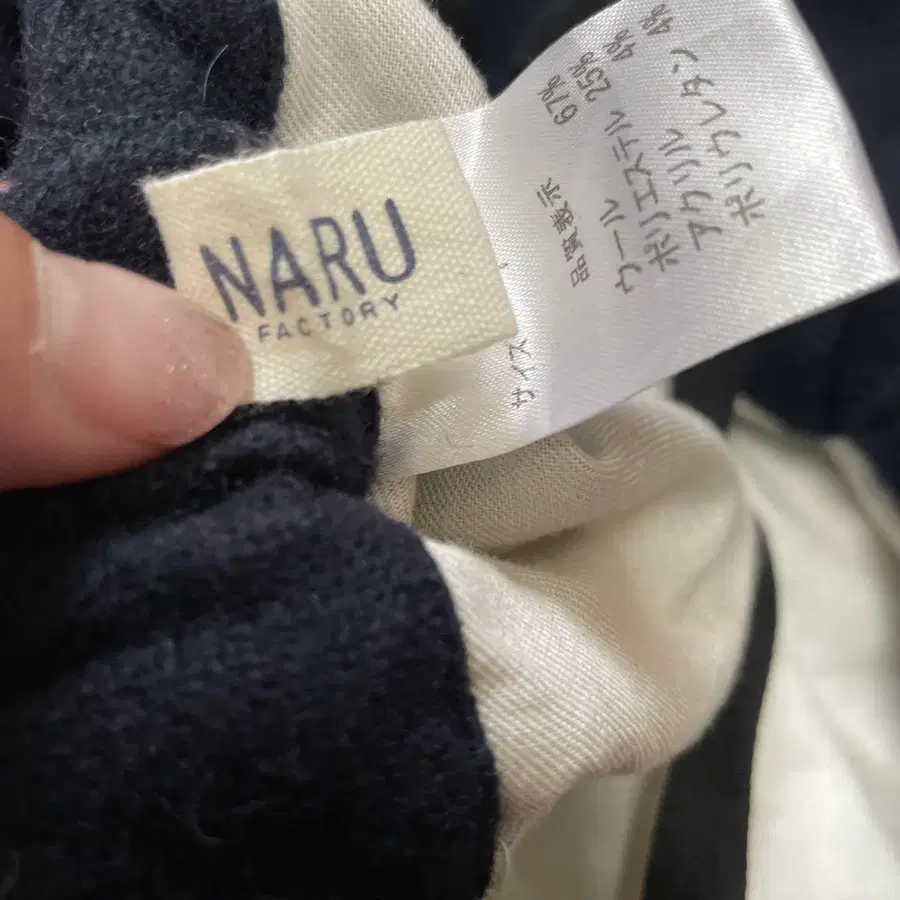 NARU
FACTORY
品質表示
ウール 67%
ポリエステル 25%
アクリル 4%
ポリウレタン 4%
サイズ